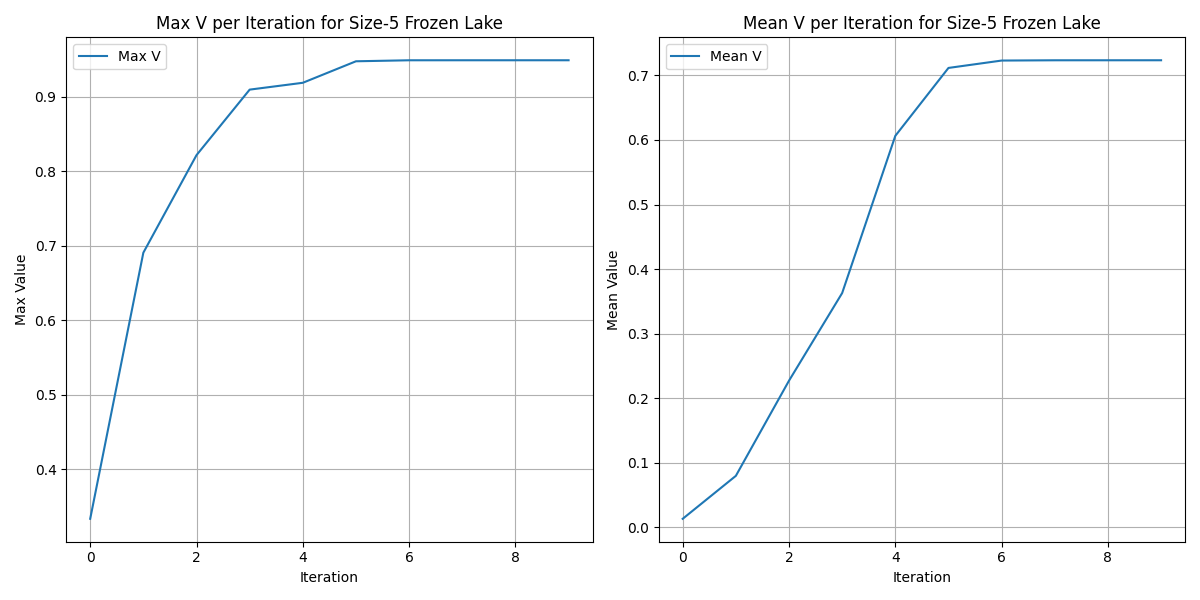 Max V per Iteration for Size-5 Frozen Lake
Max V
Max Value
0.9
0.8
0.7
0.6
0.5
0.4
0 2 4 6 8
Iteration
Mean V per Iteration for Size-5 Frozen Lake
Mean V
Mean Value
0.7
0.6
0.5
0.4
0.3
0.2
0.1
0.0
0 2 4 6 8
Iteration